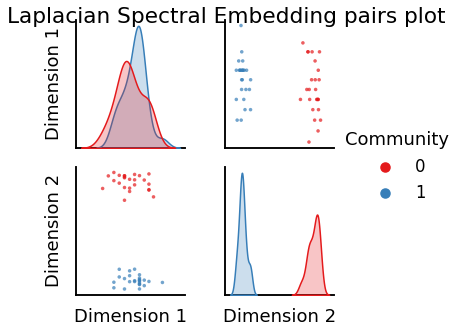 Laplacian Spectral Embedding pairs plot
Dimension 1
Community
0
1
Dimension 2
Dimension 1
Dimension 2